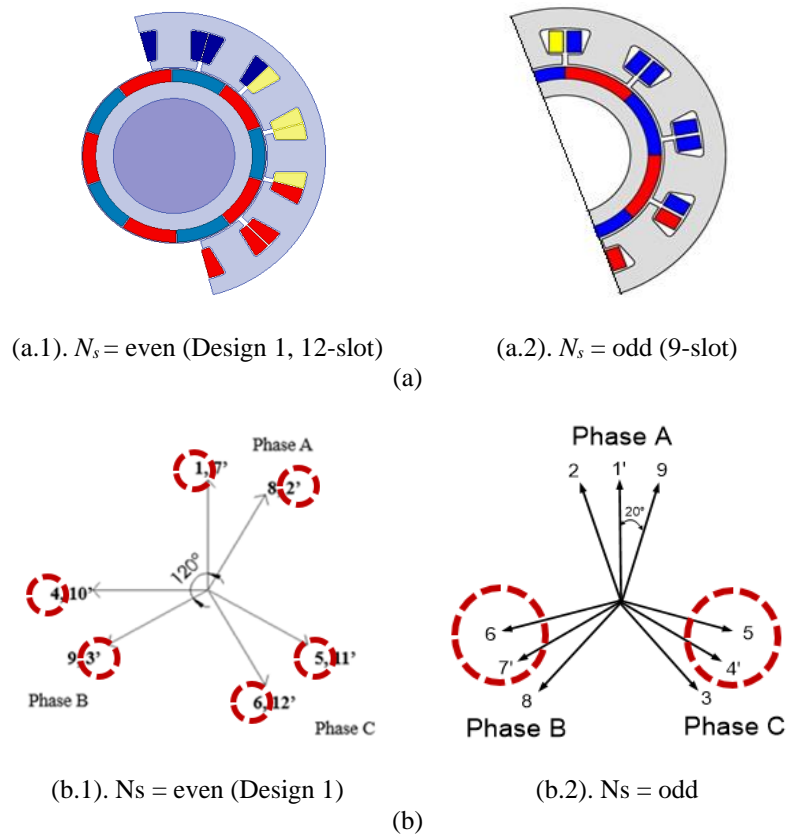 (a.1). Ns = even (Design 1, 12-slot)
(a.2). Ns = odd (9-slot)
(a)
Phase A
1, 7'
8, 2'
120°
4, 10'
9, 3'
5, 11'
6, 12'
Phase B
Phase C
Phase A
2
1'
9
20°
6
5
7'
4'
8
3
Phase B
Phase C
(b.1). Ns = even (Design 1)
(b.2). Ns = odd
(b)